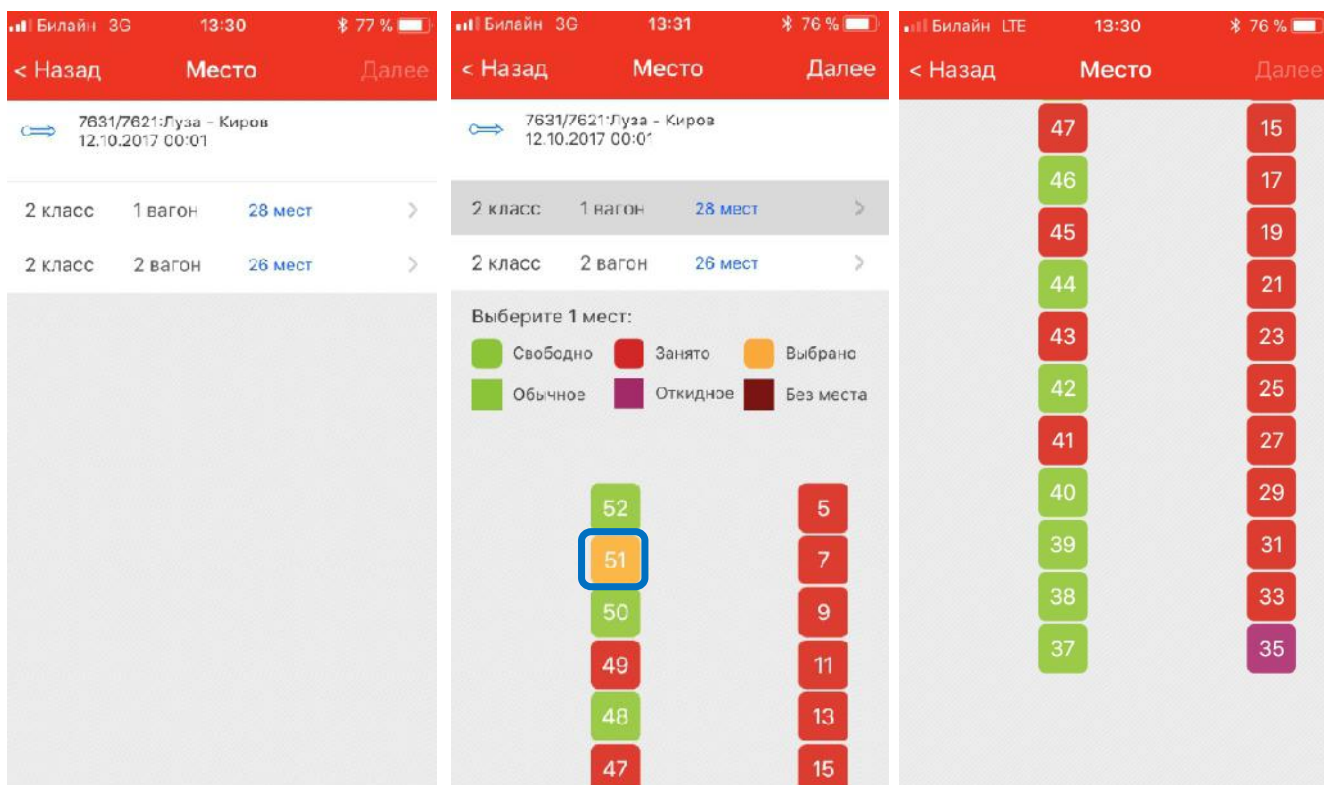 Билайн 3G 13:30 77 %
< Назад Место Далее
7631/7621:Луза - Киров
12.10.2017 00:01
2 класс 1 вагон 28 мест >
2 класс 2 вагон 26 мест >
Билайн 3G 13:31 76 %
< Назад Место Далее
7631/7621:Луза - Киров
12.10.2017 00:01
2 класс 1 вагон 28 мест >
2 класс 2 вагон 26 мест >
Выберите 1 мест:
Свободно Занято Выбрано
Обычное Откидное Без места
52 5
51 7
50 9
49 11
48 13
47 15
Билайн LTE 13:30 76 %
< Назад Место Далее
47 15
46 17
45 19
44 21
43 23
42 25
41 27
40 29
39 31
38 33
37 35